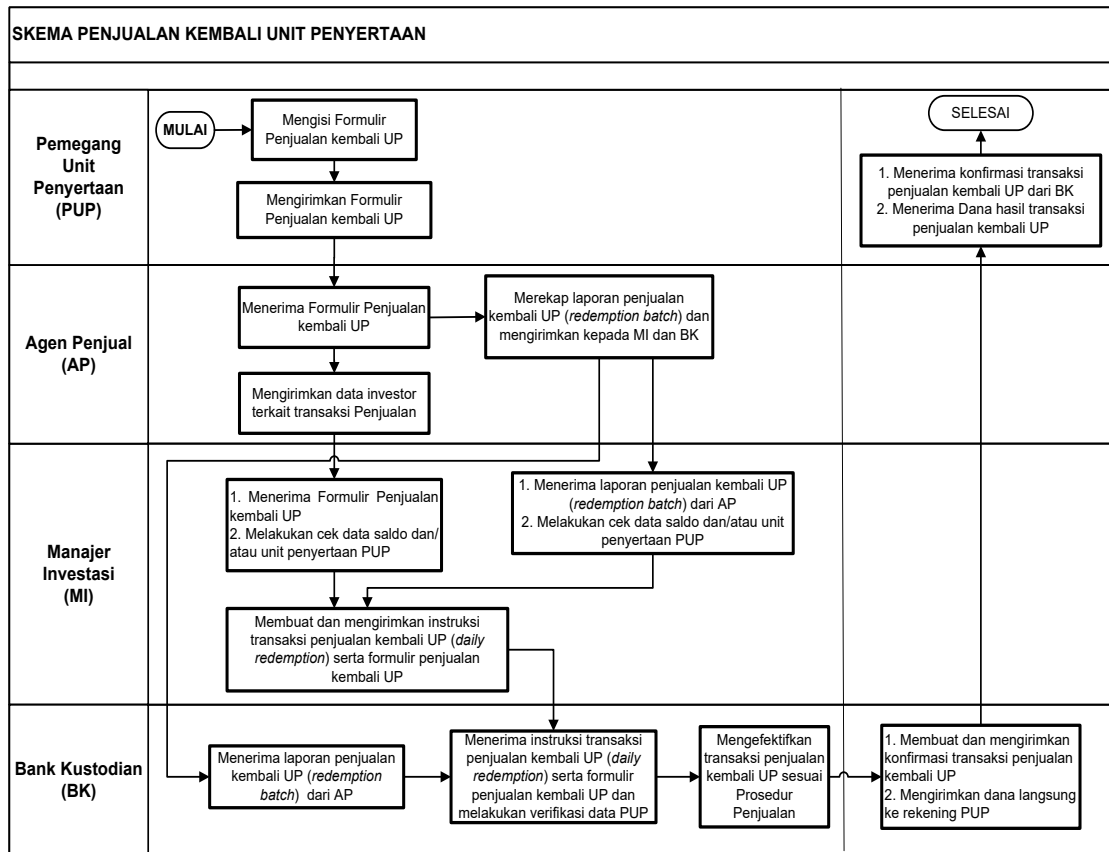 SKEMA PENJUALAN KEMBALI UNIT PENYERTAAN
Pemegang
Unit
Penyertaan
(PUP)
MULAI
Mengisi Formulir
Penjualan kembali UP
Mengirimkan Formulir
Penjualan kembali UP
SELESAI
1. Menerima konfirmasi transaksi
penjualan kembali UP dari BK
2. Menerima Dana hasil transaksi
penjualan kembali UP
Agen Penjual
(AP)
Menerima Formulir Penjualan
kembali UP
Merekap laporan penjualan
kembali UP (redemption batch) dan
mengirimkan kepada MI dan BK
Mengirimkan data investor
terkait transaksi Penjualan
Manajer
Investasi
(MI)
1. Menerima Formulir Penjualan
kembali UP
2. Melakukan cek data saldo dan/
atau unit penyertaan PUP
1. Menerima laporan penjualan kembali UP
(redemption batch) dari AP
2. Melakukan cek data saldo dan/atau unit
penyertaan PUP
Membuat dan mengirimkan instruksi
transaksi penjualan kembali UP (daily
redemption) serta formulir penjualan
kembali UP
Bank Kustodian
(BK)
Menerima laporan penjualan
kembali UP (redemption
batch) dari AP
Menerima instruksi transaksi
penjualan kembali UP (daily
redemption) serta formulir
penjualan kembali UP dan
melakukan verifikasi data PUP
Mengefektifkan
transaksi penjualan
kembali UP sesuai
Prosedur
Penjualan
1. Membuat dan mengirimkan
konfirmasi transaksi penjualan
kembali UP
2. Mengirimkan dana langsung
ke rekening PUP